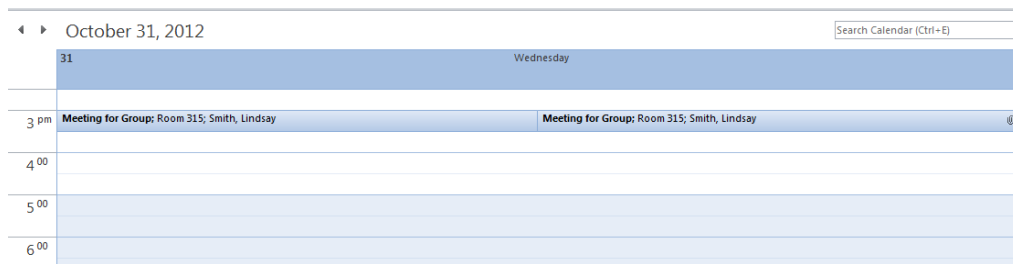 October 31, 2012
Search Calendar (Ctrl+E)
31 Wednesday
3 pm Meeting for Group; Room 315; Smith, Lindsay Meeting for Group; Room 315; Smith, Lindsay
4 00
5 00
6 00